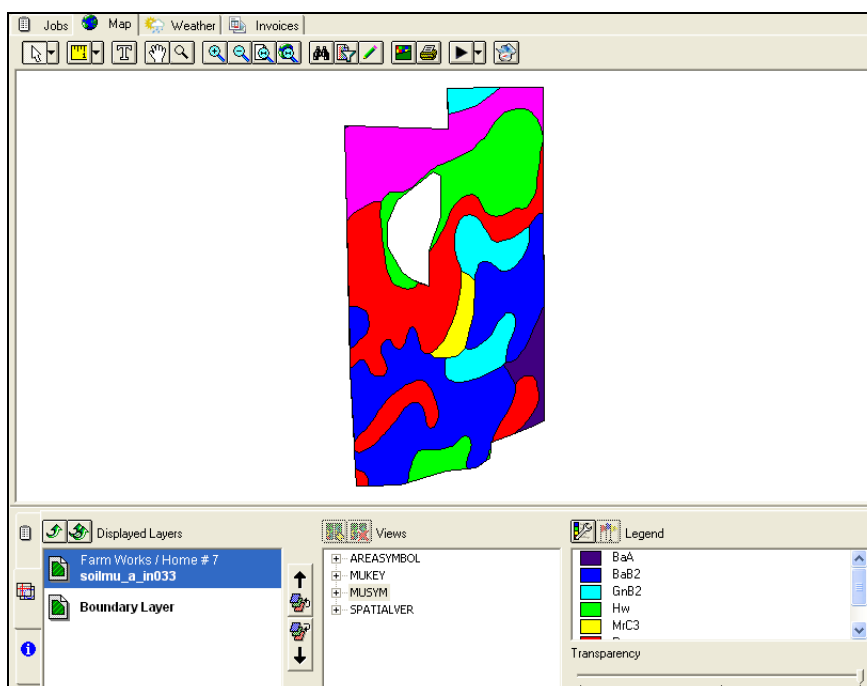 Jobs Map Weather Invoices
T
Displayed Layers
Farm Works / Home # 7
soilmu_a_in033
Boundary Layer
Views
AREASYMBOL
MUKEY
MUSYM
SPATIALVER
Legend
BaA
BaB2
GnB2
Hw
MrC3
Transparency